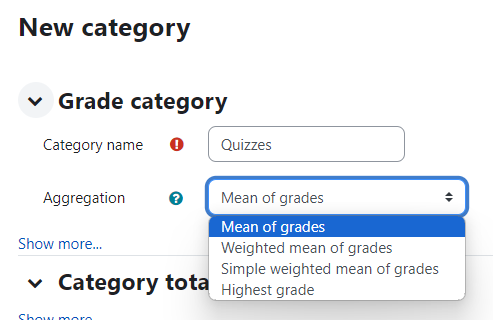 New category
Grade category
Category name
Quizzes
Aggregation
Mean of grades
Mean of grades
Weighted mean of grades
Simple weighted mean of grades
Highest grade
Show more...
Category tota
Show more